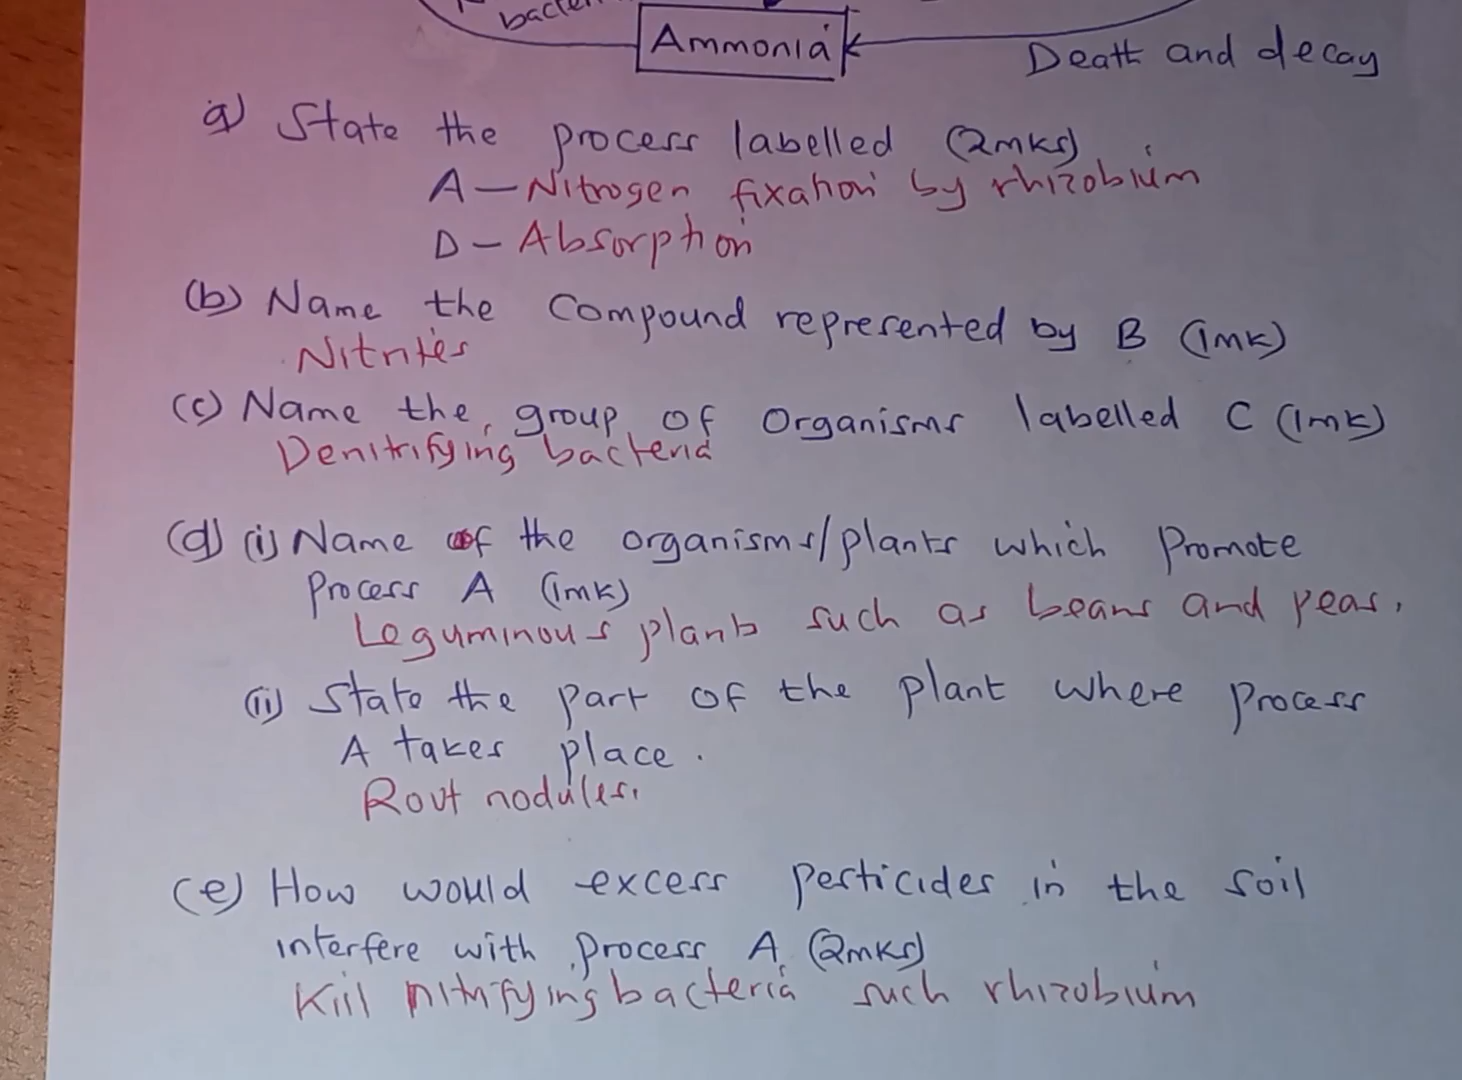 Ammonia
Death and decay
a) State the process labelled (2mks)
A – Nitrogen fixation by rhizobium
D – Absorption
(b) Name the Compound represented by B (1mk)
Nitrites
(c) Name the group of Organisms labelled C (1mk)
Denitrifying bacteria
(d) (i) Name of the organisms/plants which Promote
Process A (1mk)
Leguminous plants such as beans and peas.
(ii) State the part of the plant where process
A takes place.
Rout nodules.
(e) How would excess pesticides in the soil
interfere with process A (2mks)
Kill nitrifying bacteria such rhizobium